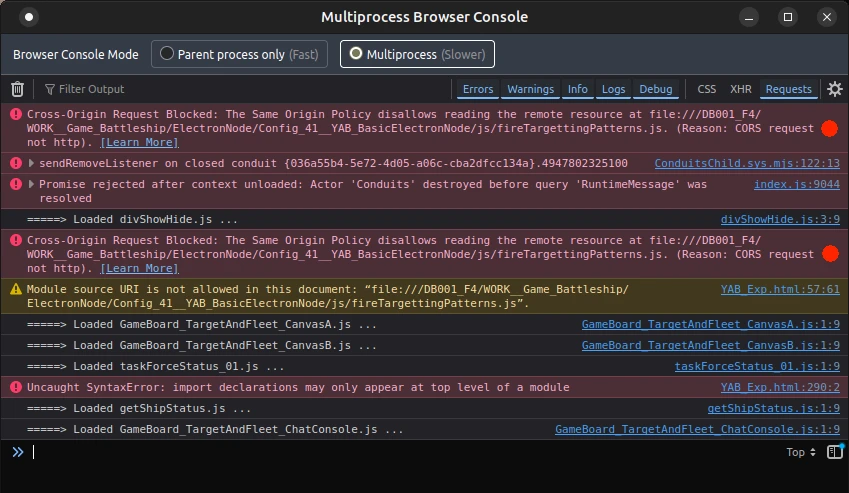 Multiprocess Browser Console
Browser Console Mode Parent process only (Fast) Multiprocess (Slower)
Filter Output Errors Warnings Info Logs Debug CSS XHR Requests
Cross-Origin Request Blocked: The Same Origin Policy disallows reading the remote resource at file:///DB001_F4/
WORK__Game_Battleship/ElectronNode/Config_41__YAB_BasicElectronNode/js/fireTargettingPatterns.js. (Reason: CORS request
not http). [Learn More]
sendRemoveListener on closed conduit {036a55b4-5e72-4d05-a06c-cba2dfcc134a}.4947802325100 ConduitsChild.sys.mjs:122:13
Promise rejected after context unloaded: Actor 'Conduits' destroyed before query 'RuntimeMessage' was index.js:9044
resolved
=====> Loaded divShowHide.js ... divShowHide.js:3:9
Cross-Origin Request Blocked: The Same Origin Policy disallows reading the remote resource at file:///DB001_F4/
WORK__Game_Battleship/ElectronNode/Config_41__YAB_BasicElectronNode/js/fireTargettingPatterns.js. (Reason: CORS request
not http). [Learn More]
Module source URI is not allowed in this document: “file:///DB001_F4/WORK__Game_Battleship/ YAB_Exp.html:57:61
ElectronNode/Config_41__YAB_BasicElectronNode/js/fireTargettingPatterns.js”.
=====> Loaded GameBoard_TargetAndFleet_CanvasA.js ... GameBoard_TargetAndFleet_CanvasA.js:1:9
=====> Loaded GameBoard_TargetAndFleet_CanvasB.js ... GameBoard_TargetAndFleet_CanvasB.js:1:9
=====> Loaded taskForceStatus_01.js ... taskForceStatus_01.js:1:9
Uncaught SyntaxError: import declarations may only appear at top level of a module YAB_Exp.html:290:2
=====> Loaded getShipStatus.js ... getShipStatus.js:1:9
=====> Loaded GameBoard_TargetAndFleet_ChatConsole.js ... GameBoard_TargetAndFleet_ChatConsole.js:1:9
Top